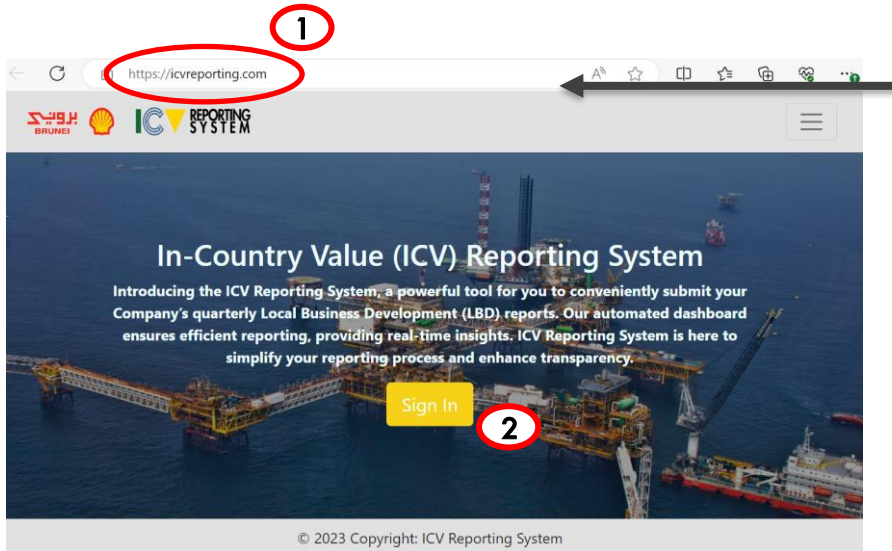 1
https://icvreporting.com
بروني
BRUNEI
ICV REPORTING
SYSTEM
In-Country Value (ICV) Reporting System
Introducing the ICV Reporting System, a powerful tool for you to conveniently submit your
Company's quarterly Local Business Development (LBD) reports. Our automated dashboard
ensures efficient reporting, providing real-time insights. ICV Reporting System is here to
simplify your reporting process and enhance transparency.
Sign In
2
© 2023 Copyright: ICV Reporting System